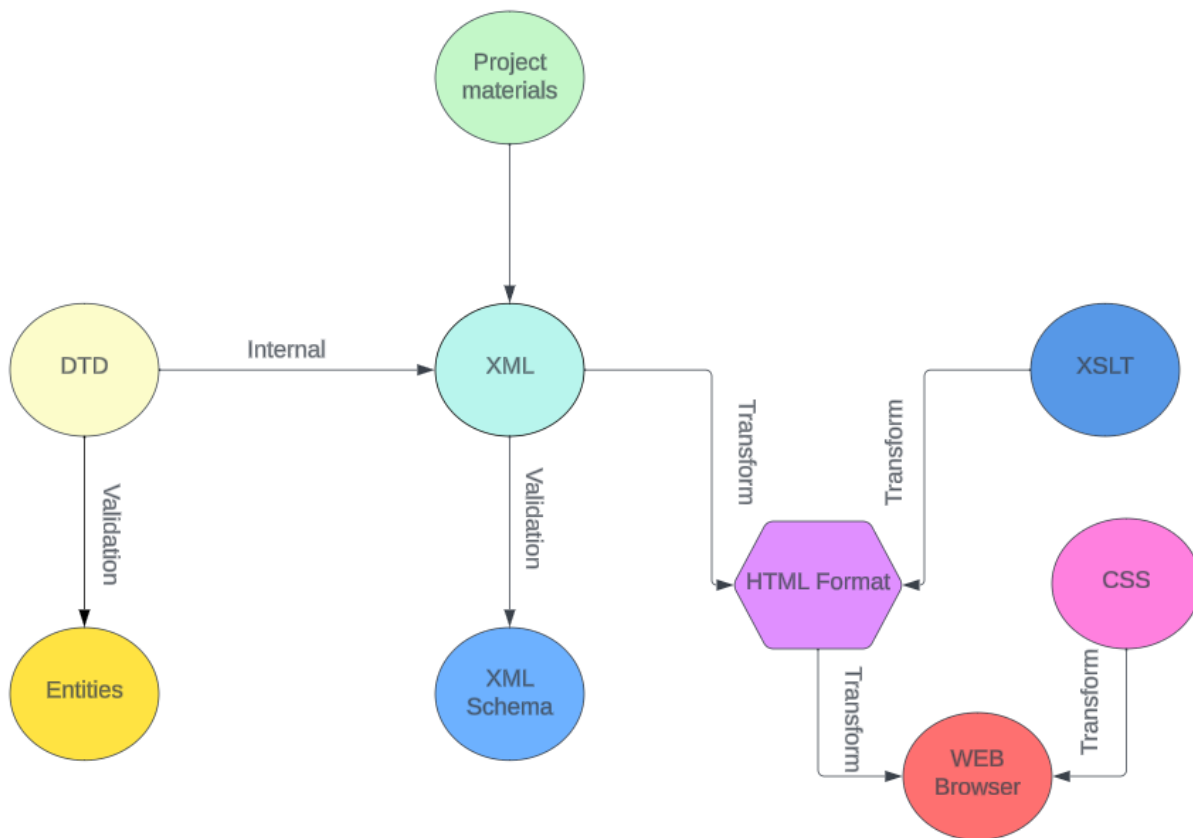 Project
materials
DTD
Internal
XML
XSLT
Transform
Transform
Validation
Validation
HTML Format
CSS
Entities
XML
Schema
Transform
Transform
WEB
Browser